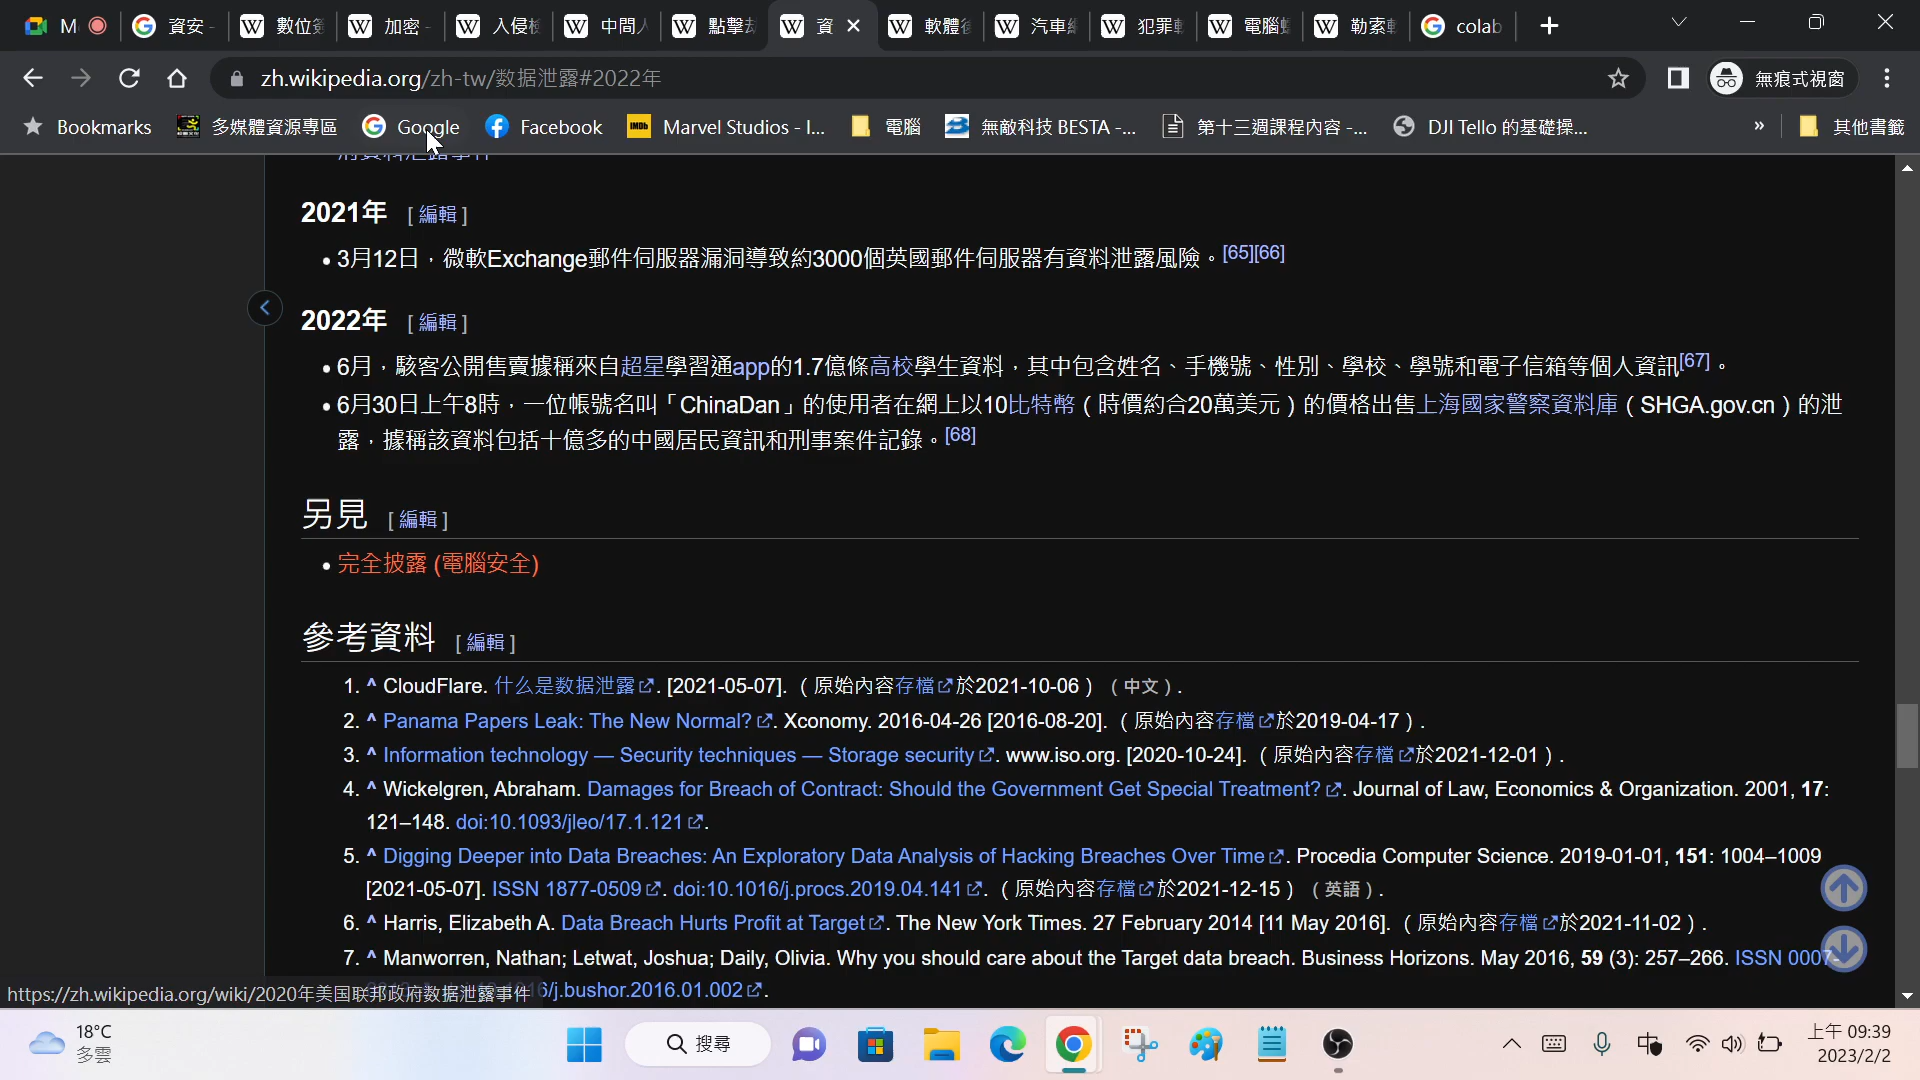 M
資安 -
數位簽
加密 -
入侵檢
中間人
點擊劫
資
軟體後
汽車
犯罪
電腦蠕
勒索軟
colab
zh.wikipedia.org/zh-tw/数据泄露#2022年
無痕式視窗
Bookmarks
多媒體資源專區
Google
Facebook
Marvel Studios - I...
電腦
無敵科技 BESTA -...
第十三週課程內容 -...
DJI Tello 的基礎操...
»
其他書籤
府資料泄露事件
2021年 [編輯]
• 3月12日，微軟Exchange郵件伺服器漏洞導致約3000個英國郵件伺服器有資料泄露風險。[65][66]
2022年 [編輯]
• 6月，駭客公開售賣據稱來自超星學習通app的1.7億條高校學生資料，其中包含姓名、手機號、性別、學校、學號和電子信箱等個人資訊[67]。
• 6月30日上午8時，一位帳號名叫「ChinaDan」的使用者在網上以10比特幣（時價約合20萬美元）的價格出售上海國家警察資料庫（SHGA.gov.cn）的泄
露，據稱該資料包括十億多的中國居民資訊和刑事案件記錄。[68]
另見 [編輯]
• 完全披露 (電腦安全)
參考資料 [編輯]
1. ^ CloudFlare. 什么是数据泄露. [2021-05-07]. （原始內容存檔於2021-10-06）（中文）.
2. ^ Panama Papers Leak: The New Normal?. Xconomy. 2016-04-26 [2016-08-20]. （原始內容存檔於2019-04-17）.
3. ^ Information technology — Security techniques — Storage security. www.iso.org. [2020-10-24]. （原始內容存檔於2021-12-01）.
4. ^ Wickelgren, Abraham. Damages for Breach of Contract: Should the Government Get Special Treatment?. Journal of Law, Economics & Organization. 2001, 17:
121–148. doi:10.1093/jleo/17.1.121.
5. ^ Digging Deeper into Data Breaches: An Exploratory Data Analysis of Hacking Breaches Over Time. Procedia Computer Science. 2019-01-01, 151: 1004–1009
[2021-05-07]. ISSN 1877-0509. doi:10.1016/j.procs.2019.04.141. （原始內容存檔於2021-12-15）（英語）.
6. ^ Harris, Elizabeth A. Data Breach Hurts Profit at Target. The New York Times. 27 February 2014 [11 May 2016]. （原始內容存檔於2021-11-02）.
7. ^ Manworren, Nathan; Letwat, Joshua; Daily, Olivia. Why you should care about the Target data breach. Business Horizons. May 2016, 59 (3): 257–266. ISSN 0007-
6/j.bushor.2016.01.002.
https://zh.wikipedia.org/wiki/2020年美国联邦政府数据泄露事件
18°C
多雲
搜尋
上午 09:39
2023/2/2